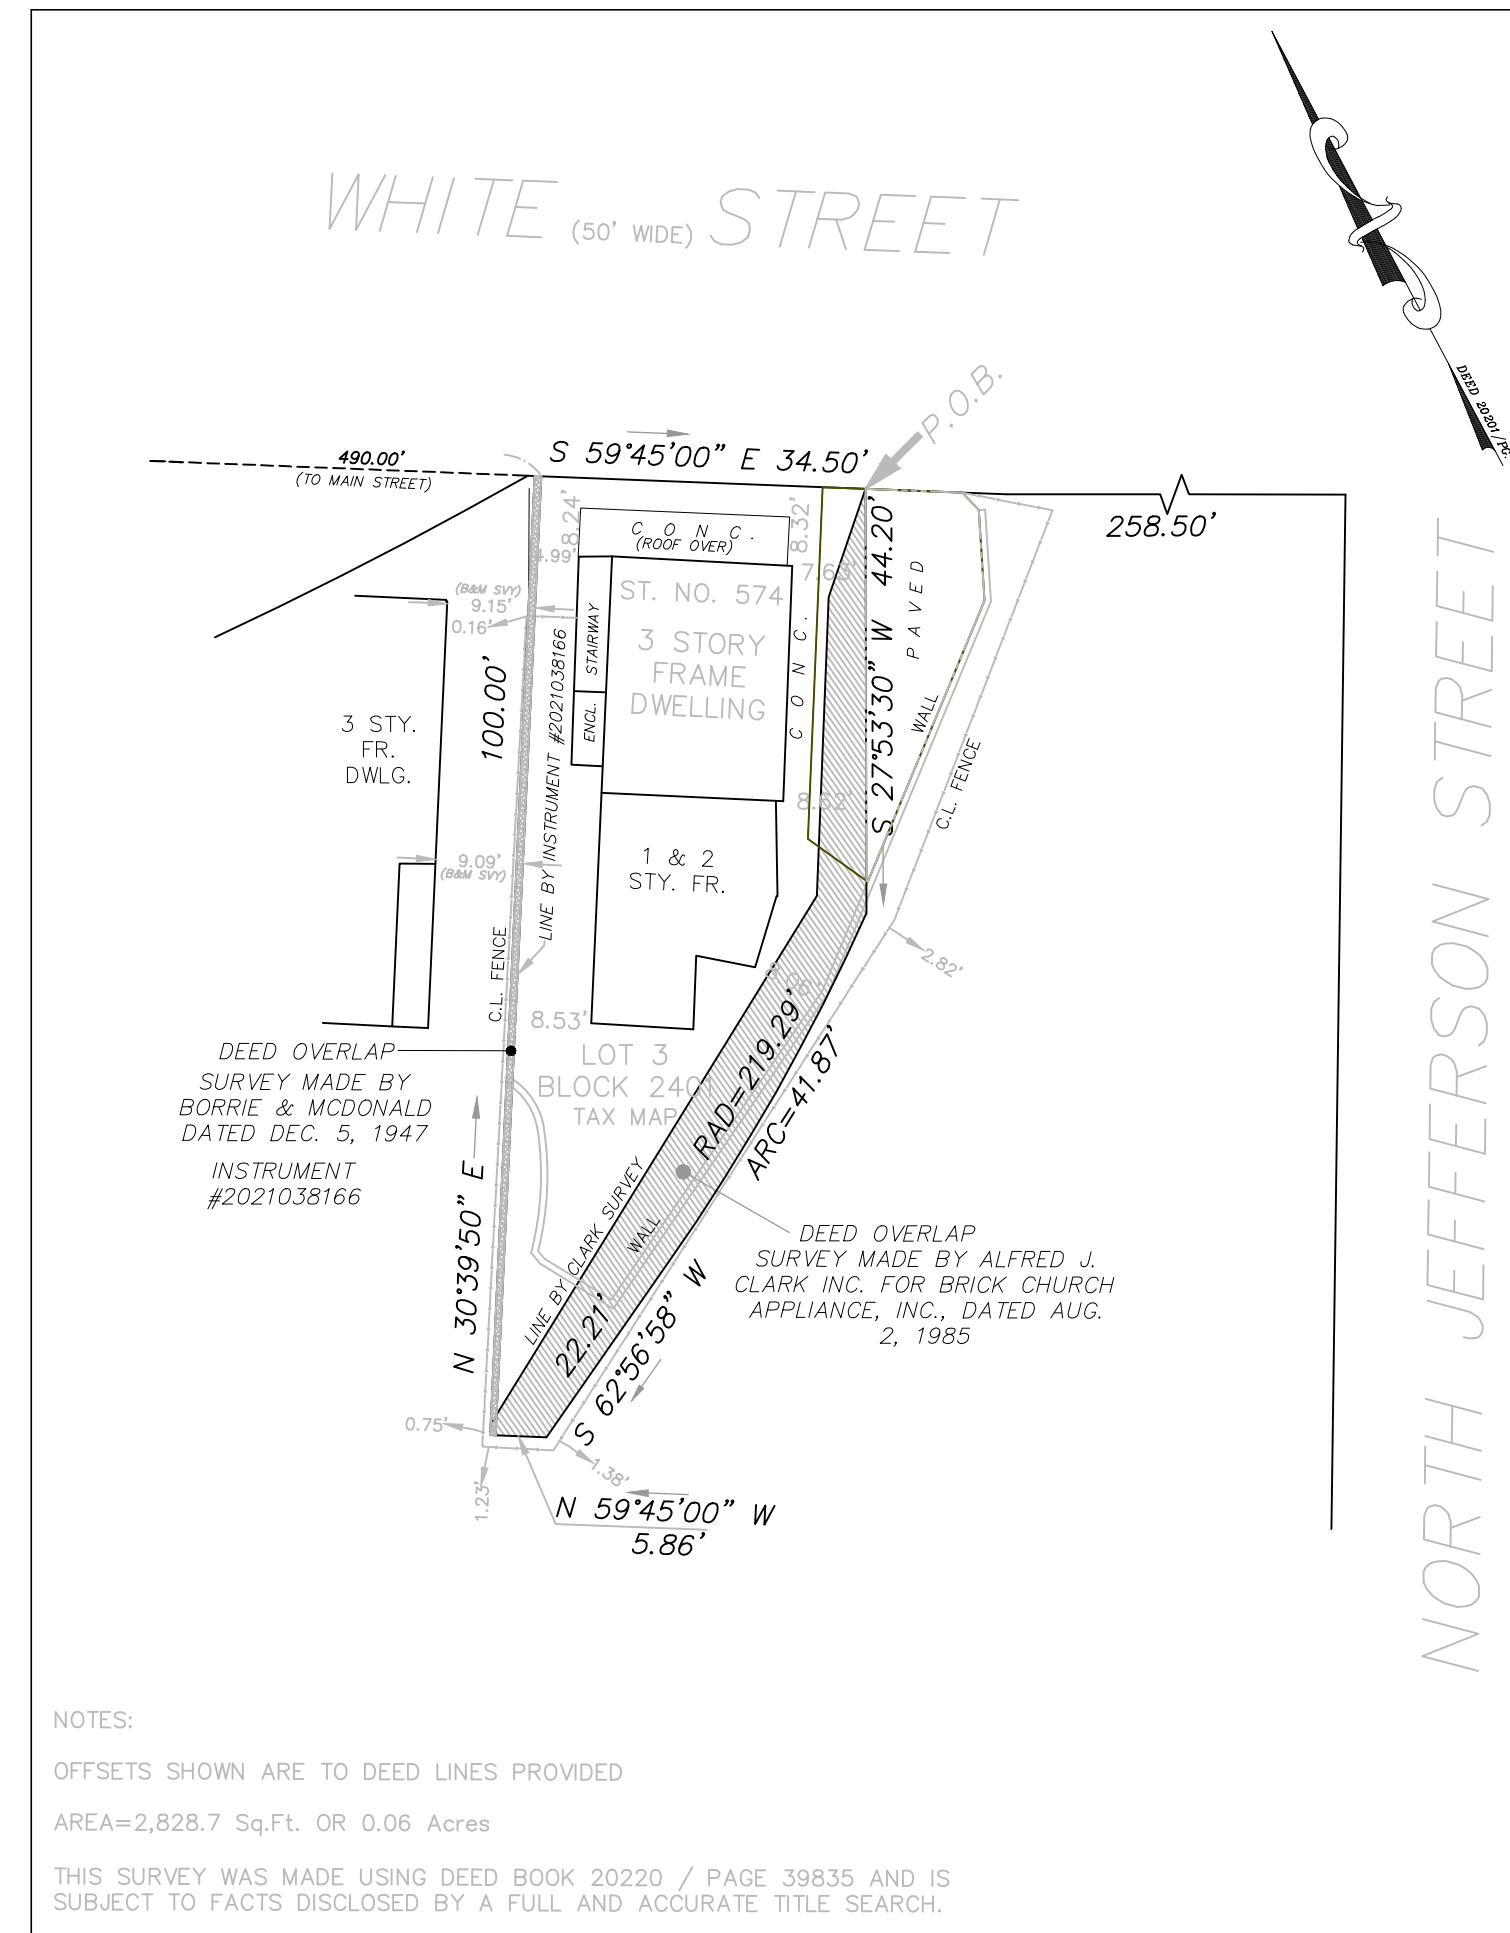 WHITE (50' WIDE) STREET
DEED 20201/PG.
P.O.B.
490.00'
(TO MAIN STREET)
S 59°45'00" E 34.50'
258.50'
8.24'
C O N C .
(ROOF OVER)
8.32'
S 27°53'30" W 44.20'
4.99'
7.63'
PAVED
(B&M SVY)
9.15'
0.16'
ST. NO. 574
3 STORY
FRAME
DWELLING
STAIRWAY
ENCL.
C O N C .
WALL
C.L. FENCE
100.00'
LINE BY INSTRUMENT #2021038166
3 STY.
FR.
DWLG.
8.52'
1 & 2
STY. FR.
9.09'
(B&M SVY)
C.L. FENCE
2.82'
8.53'
RAD=219.29'
ARC=41.87'
LOT 3
BLOCK 2401
TAX MAP
DEED OVERLAP
SURVEY MADE BY
BORRIE & MCDONALD
DATED DEC. 5, 1947
INSTRUMENT
#2021038166
N 30°39'50" E
LINE BY CLARK SURVEY
WALL
DEED OVERLAP
SURVEY MADE BY ALFRED J.
CLARK INC. FOR BRICK CHURCH
APPLIANCE, INC., DATED AUG.
2, 1985
22.21'
S 62°56'58" W
0.75'
1.23'
1.38'
N 59°45'00" W
5.86'
NORTH JEFFERSON STREET
NOTES:
OFFSETS SHOWN ARE TO DEED LINES PROVIDED
AREA=2,828.7 Sq.Ft. OR 0.06 Acres
THIS SURVEY WAS MADE USING DEED BOOK 20220 / PAGE 39835 AND IS
SUBJECT TO FACTS DISCLOSED BY A FULL AND ACCURATE TITLE SEARCH.